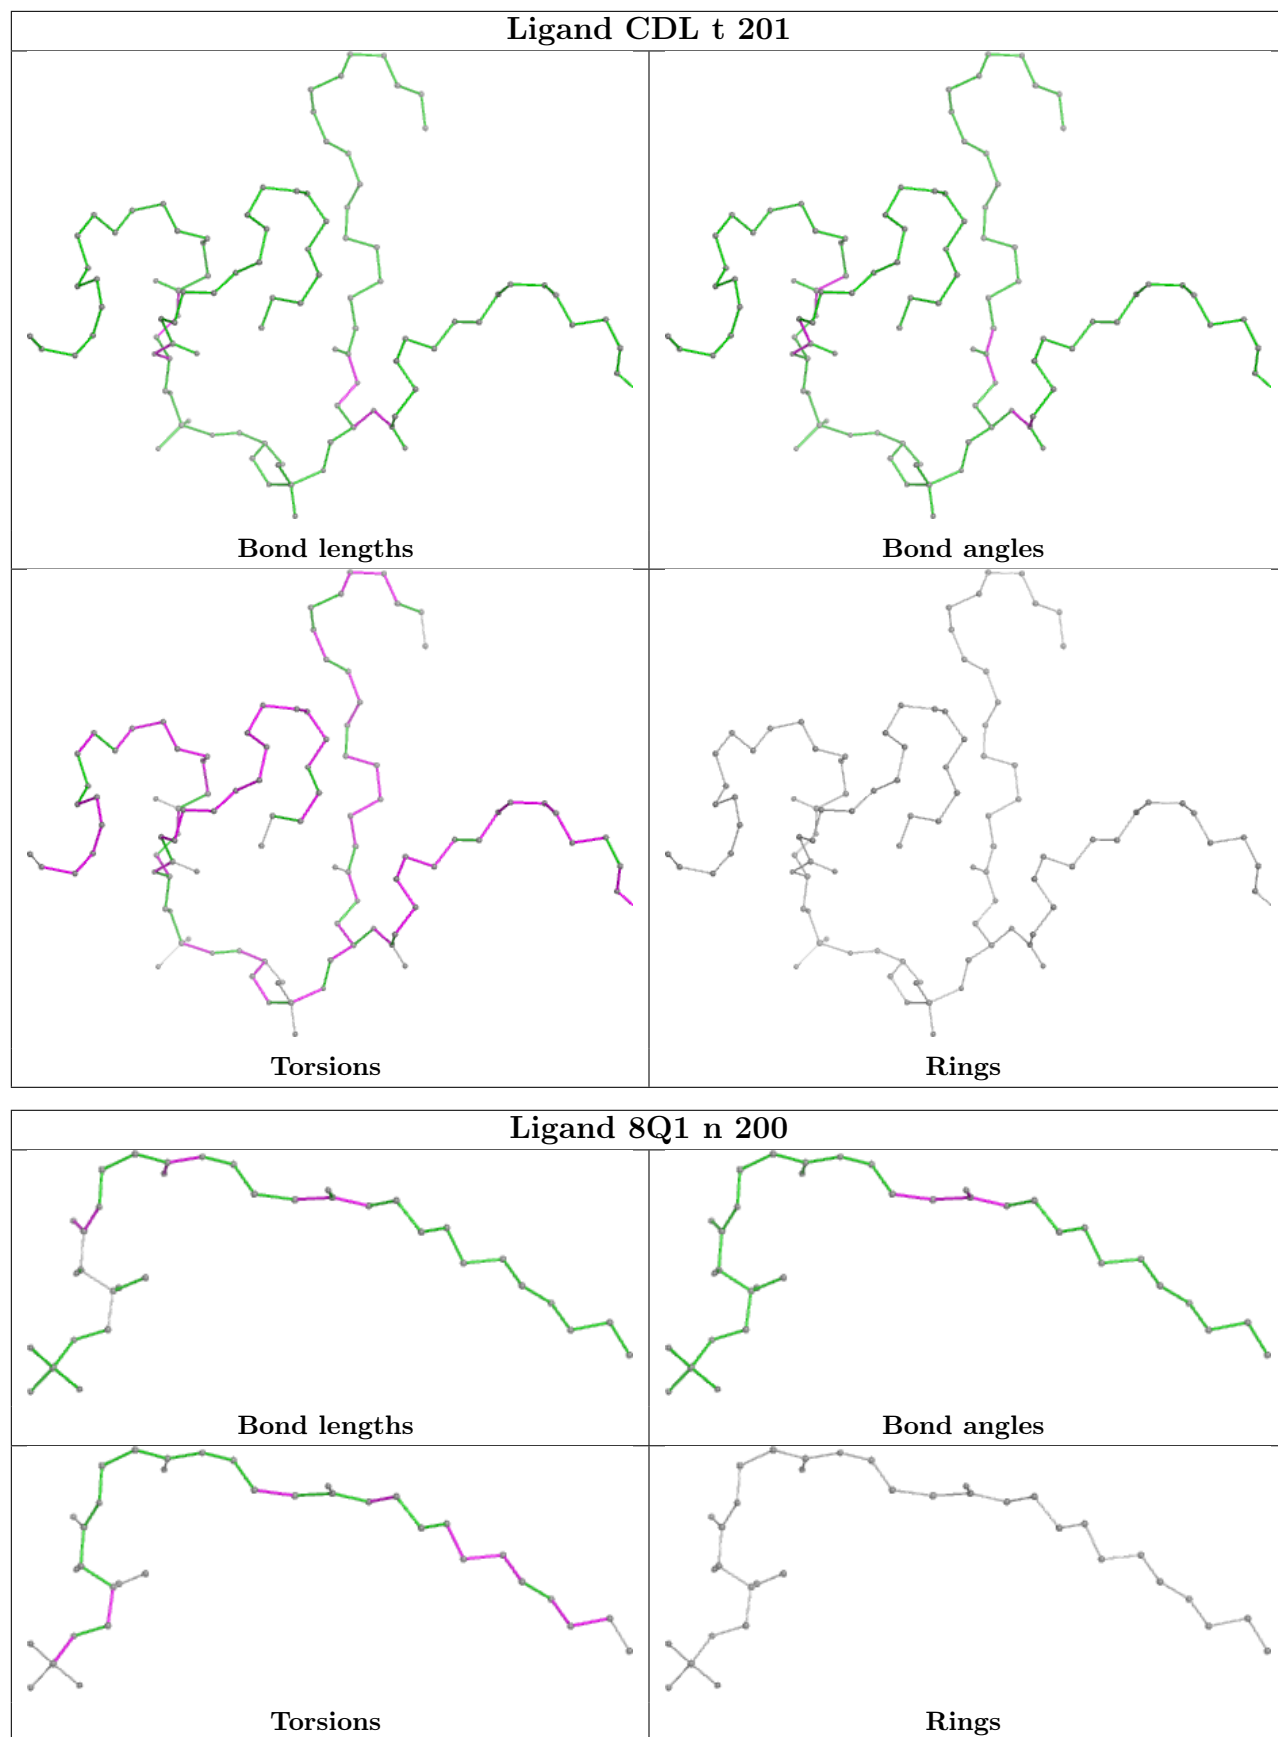 Ligand CDL t 201
Bond lengths
Bond angles
Torsions
Rings
Ligand 8Q1 n 200
Bond lengths
Bond angles
Torsions
Rings